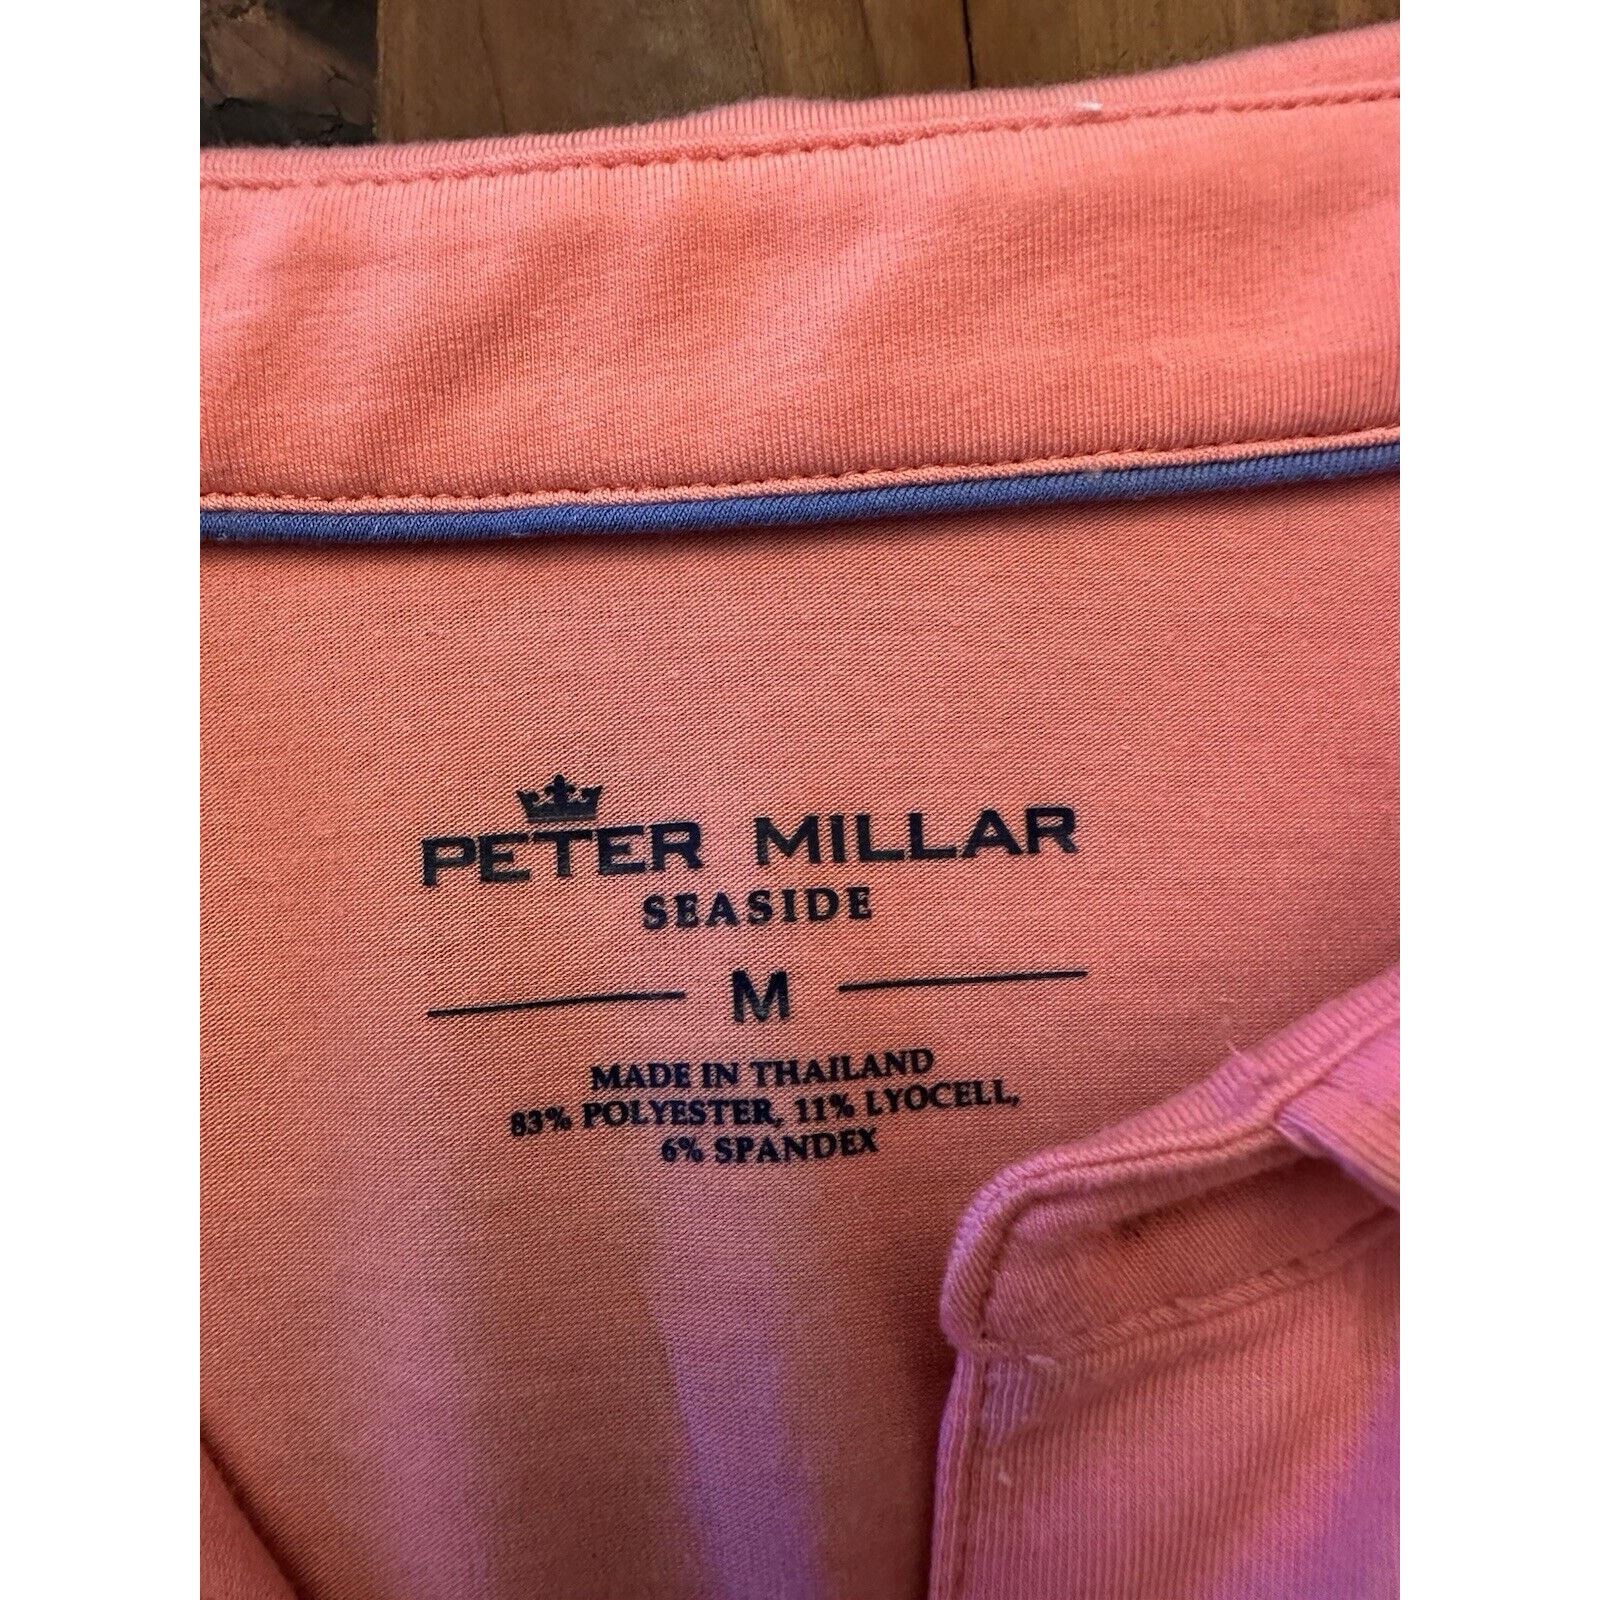 PETER MILLAR
SEASIDE
M
MADE IN THAILAND
83% POLYESTER, 11% LYOCELL,
6% SPANDEX